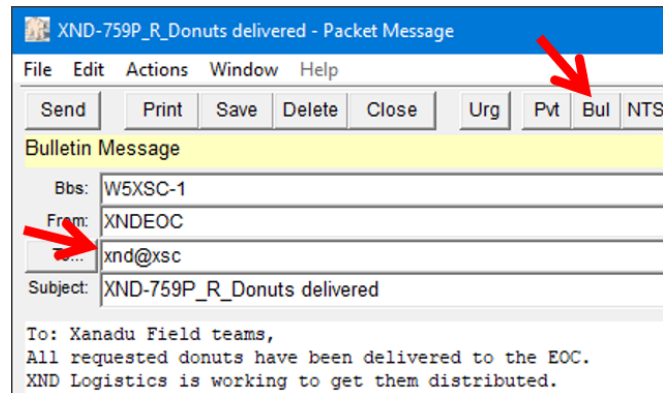 XND-759P_R_Donuts delivered - Packet Message
File Edit Actions Window Help
Send Print Save Delete Close Urg Pvt Bul NTS
Bulletin Message
Bbs: W5XSC-1
From: XNDEOC
xnd@xsc
Subject: XND-759P_R_Donuts delivered
To: Xanadu Field teams,
All requested donuts have been delivered to the EOC.
XND Logistics is working to get them distributed.